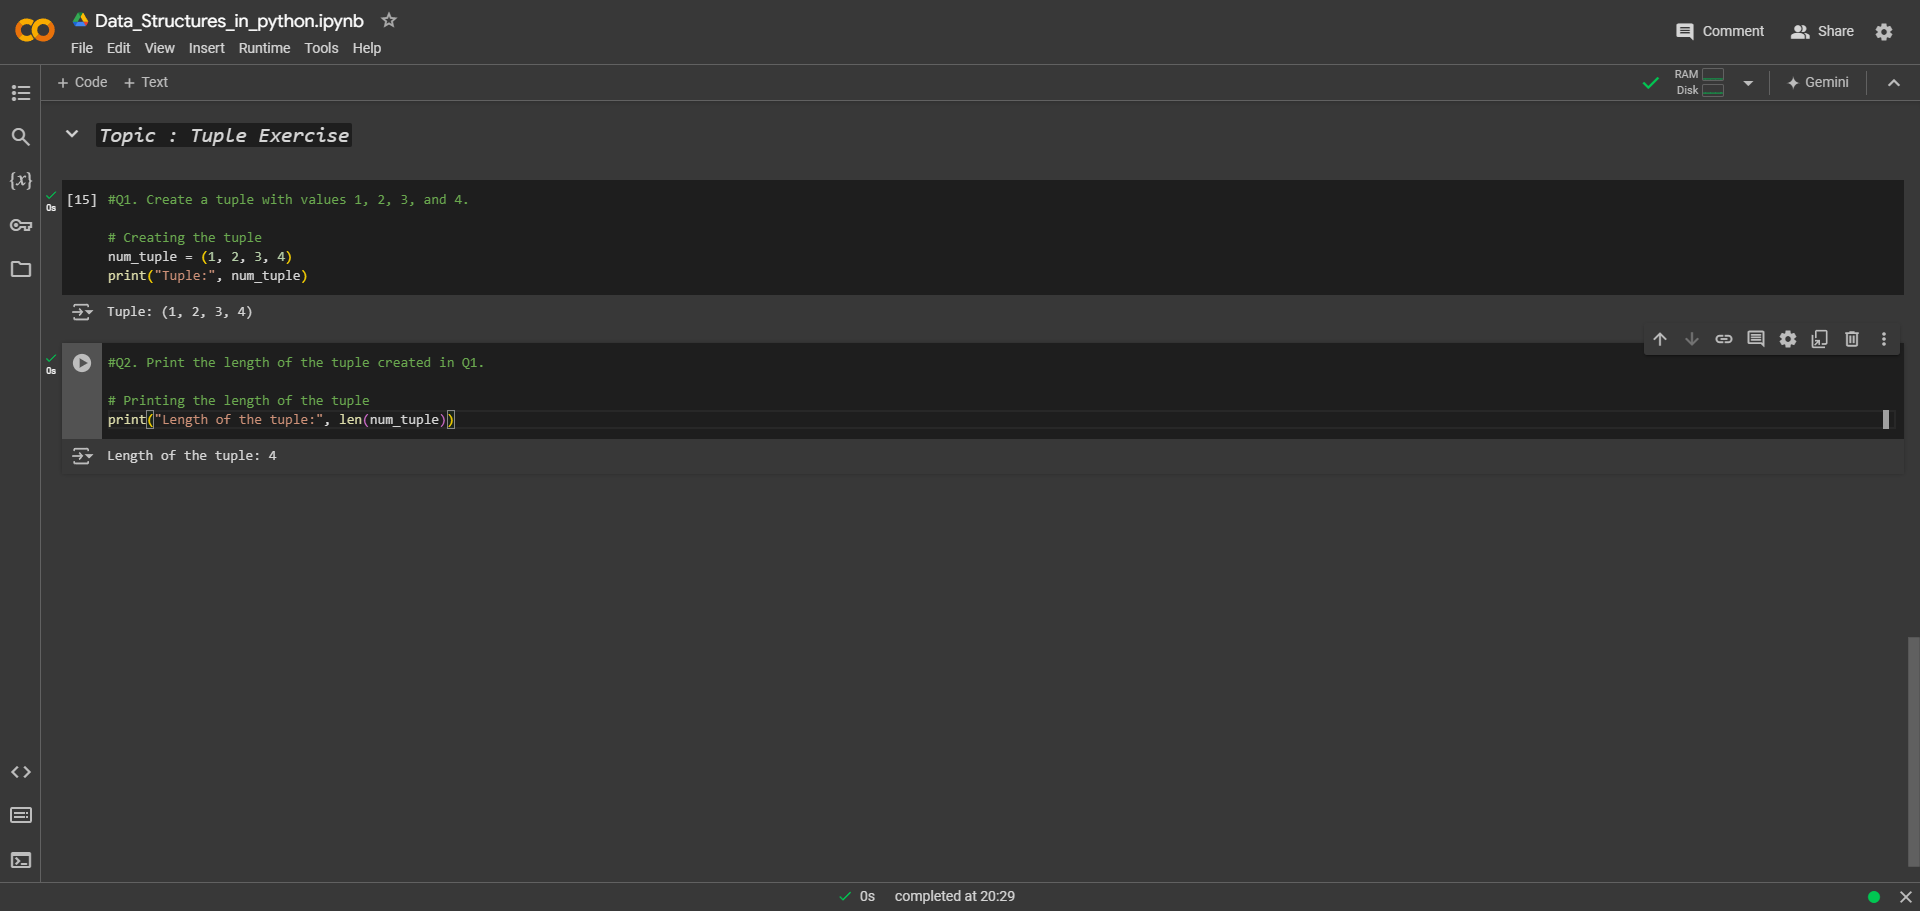 Data_Structures_in_python.ipynb
File Edit View Insert Runtime Tools Help
Comment Share
+ Code + Text
RAM
Disk
Gemini
Topic : Tuple Exercise
{x}
0s
[15] #Q1. Create a tuple with values 1, 2, 3, and 4.
# Creating the tuple
num_tuple = (1, 2, 3, 4)
print("Tuple:", num_tuple)
Tuple: (1, 2, 3, 4)
0s
#Q2. Print the length of the tuple created in Q1.
# Printing the length of the tuple
print("Length of the tuple:", len(num_tuple))
Length of the tuple: 4
0s completed at 20:29